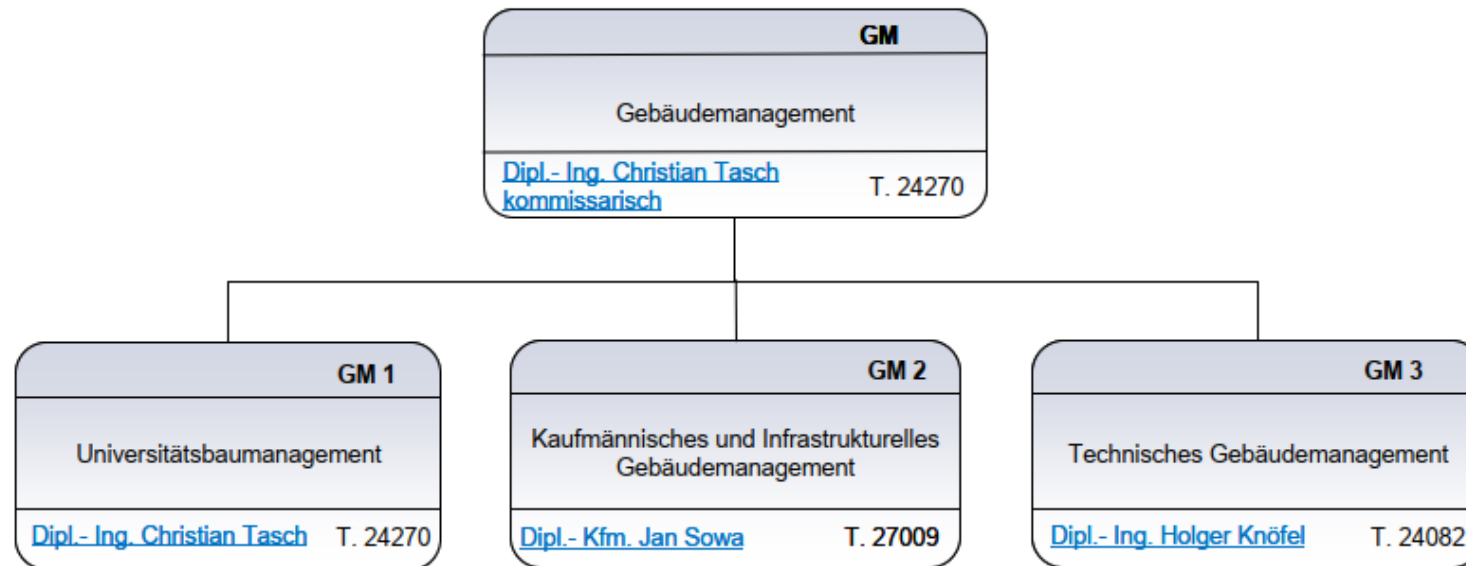 GM
Gebäudemanagement
Dipl.- Ing. Christian Tasch
kommissarisch
T. 24270
GM 1
Universitätsbaumanagement
Dipl.- Ing. Christian Tasch T. 24270
GM 2
Kaufmännisches und Infrastrukturelles
Gebäudemanagement
Dipl.- Kfm. Jan Sowa T. 27009
GM 3
Technisches Gebäudemanagement
Dipl.- Ing. Holger Knöfel T. 24082